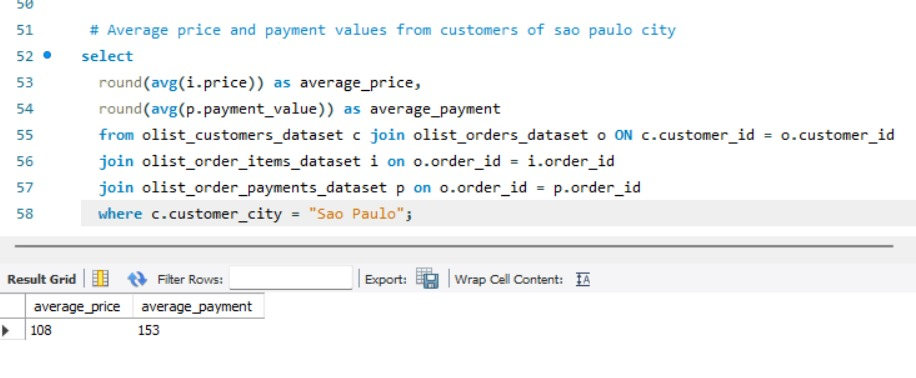 50
51 # Average price and payment values from customers of sao paulo city
52 select
53 round(avg(i.price)) as average_price,
54 round(avg(p.payment_value)) as average_payment
55 from olist_customers_dataset c join olist_orders_dataset o ON c.customer_id = o.customer_id
56 join olist_order_items_dataset i on o.order_id = i.order_id
57 join olist_order_payments_dataset p on o.order_id = p.order_id
58 where c.customer_city = "Sao Paulo";
Result Grid Filter Rows: Export: Wrap Cell Content: IA
average_price average_payment
108 153